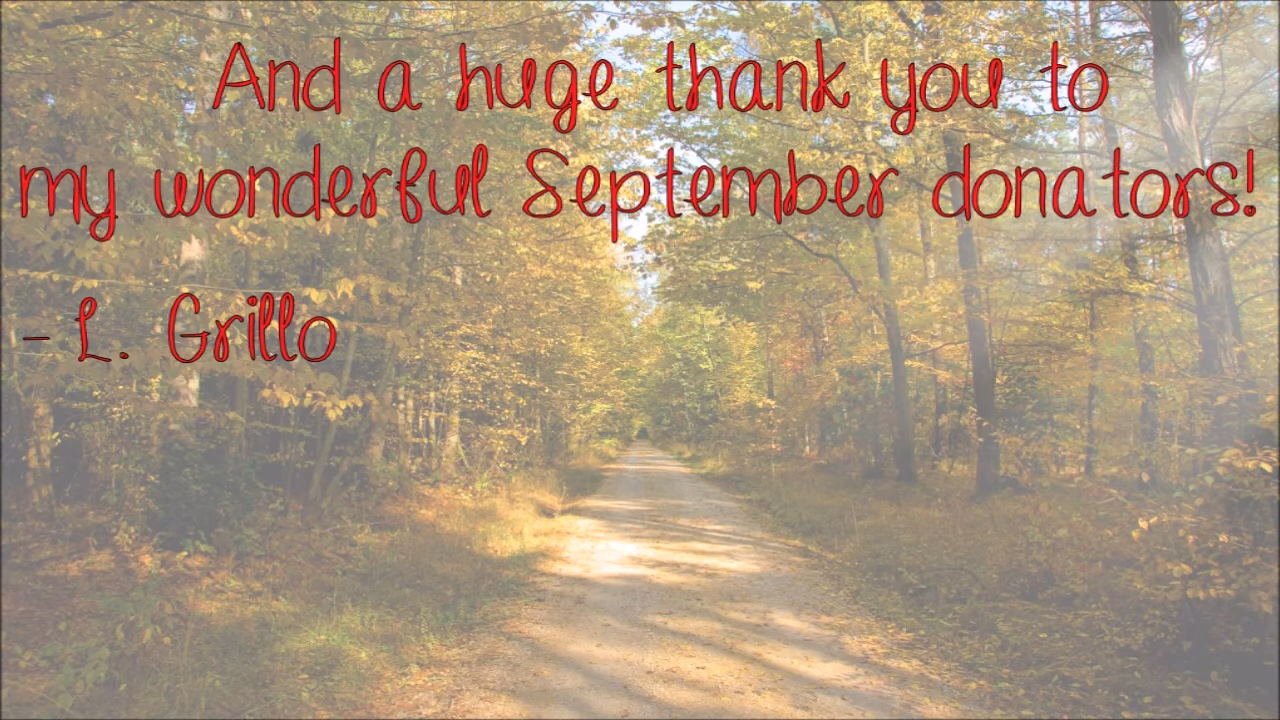 And a huge thank you to
my wonderful September donators!
- L. Grillo